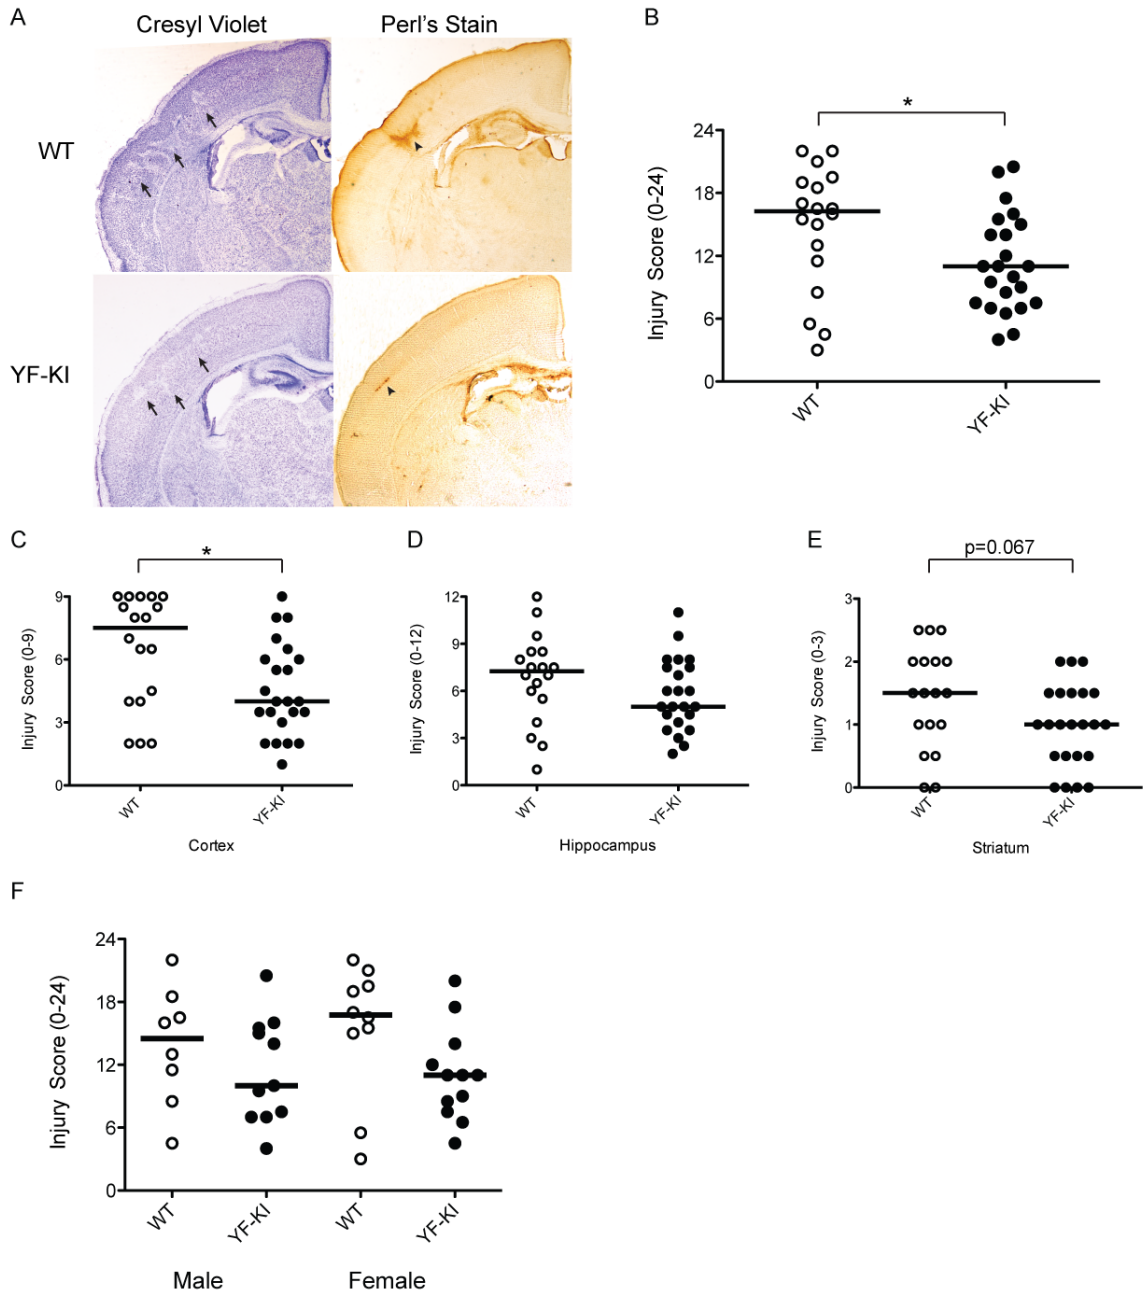 A
Cresyl Violet
Perl's Stain
WT
YF-KI
B
*
Injury Score (0-24)
24
18
12
6
0
WT
YF-KI
C
*
Injury Score (0-9)
9
6
3
0
WT
YF-KI
Cortex
D
Injury Score (0-12)
12
9
6
3
0
WT
YF-KI
Hippocampus
E
p=0.067
Injury Score (0-3)
3
2
1
0
WT
YF-KI
Striatum
F
Injury Score (0-24)
24
18
12
6
0
WT
YF-KI
WT
YF-KI
Male
Female